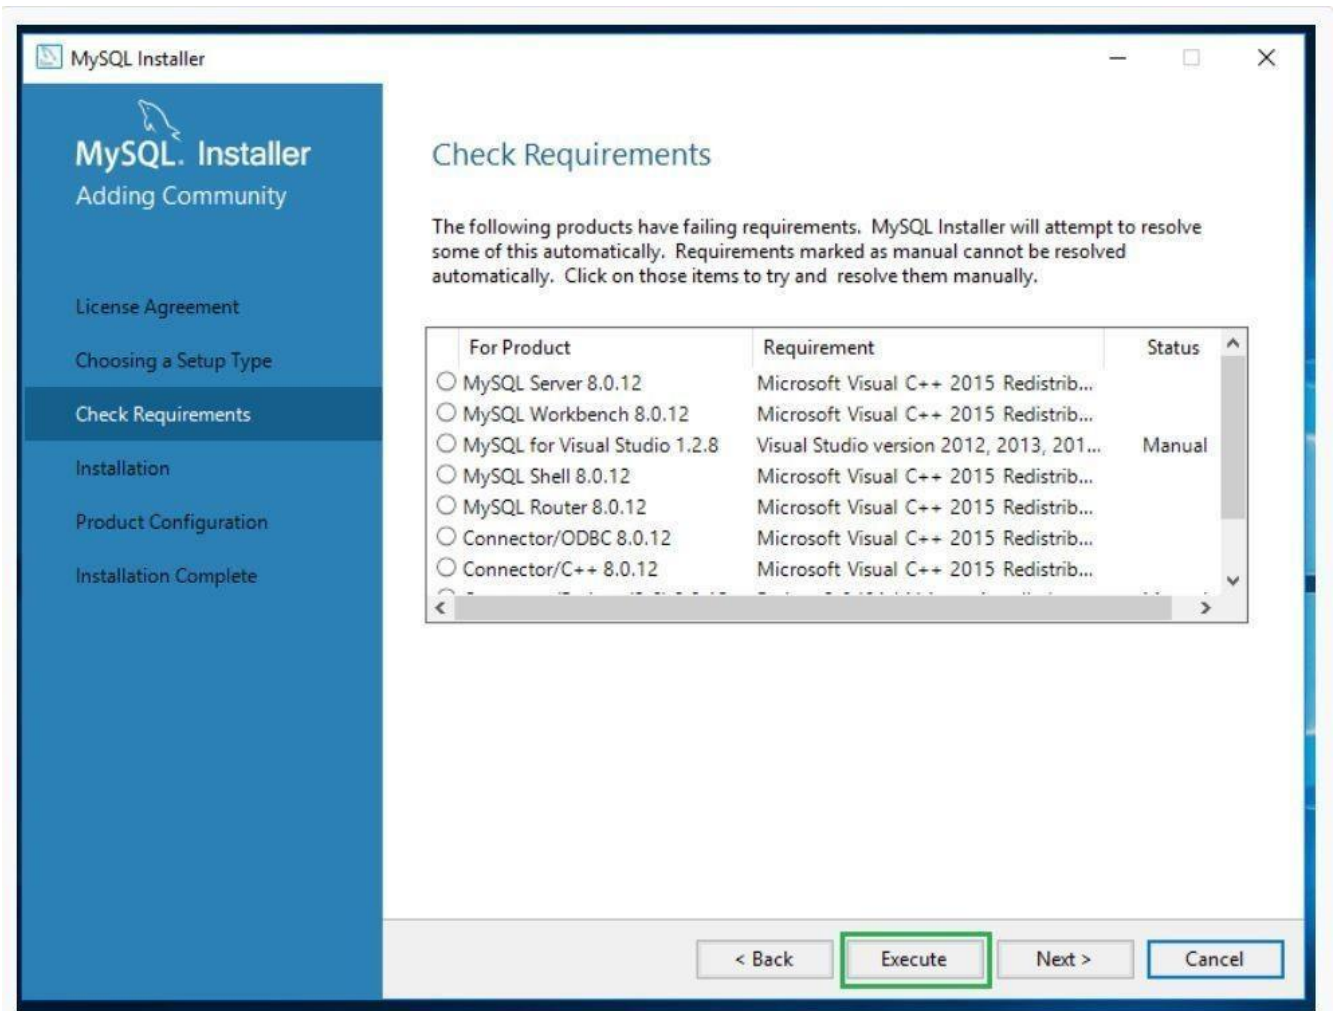 MySQL Installer
MySQL. Installer
Adding Community
License Agreement
Choosing a Setup Type
Check Requirements
Installation
Product Configuration
Installation Complete
Check Requirements
The following products have failing requirements. MySQL Installer will attempt to resolve
some of this automatically. Requirements marked as manual cannot be resolved
automatically. Click on those items to try and resolve them manually.
For Product Requirement Status
MySQL Server 8.0.12 Microsoft Visual C++ 2015 Redistrib...
MySQL Workbench 8.0.12 Microsoft Visual C++ 2015 Redistrib...
MySQL for Visual Studio 1.2.8 Visual Studio version 2012, 2013, 201... Manual
MySQL Shell 8.0.12 Microsoft Visual C++ 2015 Redistrib...
MySQL Router 8.0.12 Microsoft Visual C++ 2015 Redistrib...
Connector/ODBC 8.0.12 Microsoft Visual C++ 2015 Redistrib...
Connector/C++ 8.0.12 Microsoft Visual C++ 2015 Redistrib...
< Back Execute Next > Cancel